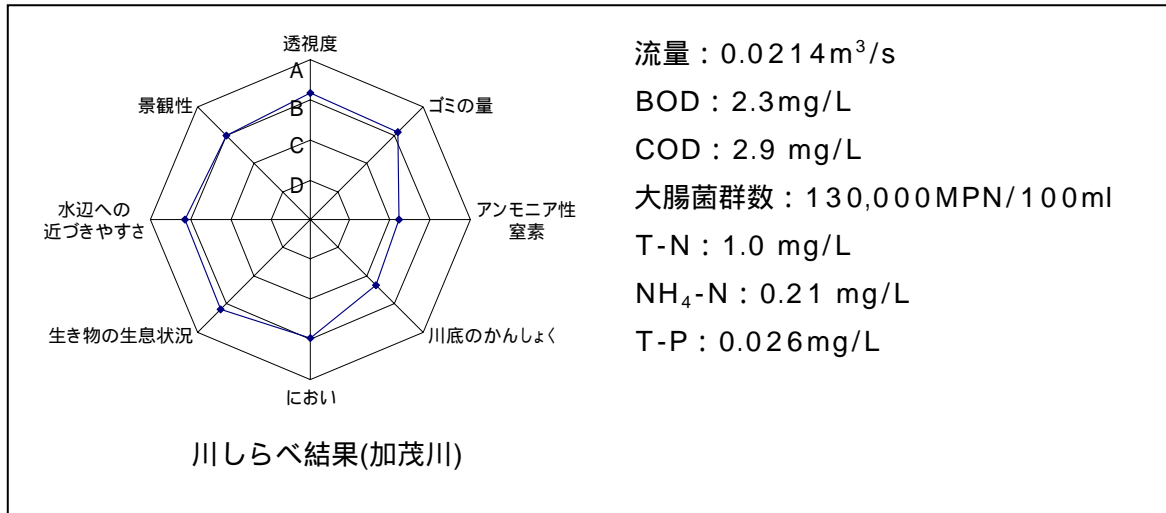 透視度
A
B
C
D
ゴミの量
アンモニア性
窒素
川底のかんしょく
におい
生き物の生息状況
水辺への
近づきやすさ
景観性
川しらべ結果(加茂川)
流量：0.0214m³/s
BOD：2.3mg/L
COD：2.9 mg/L
大腸菌群数：130,000MPN/100ml
T-N：1.0 mg/L
NH₄-N：0.21 mg/L
T-P：0.026mg/L